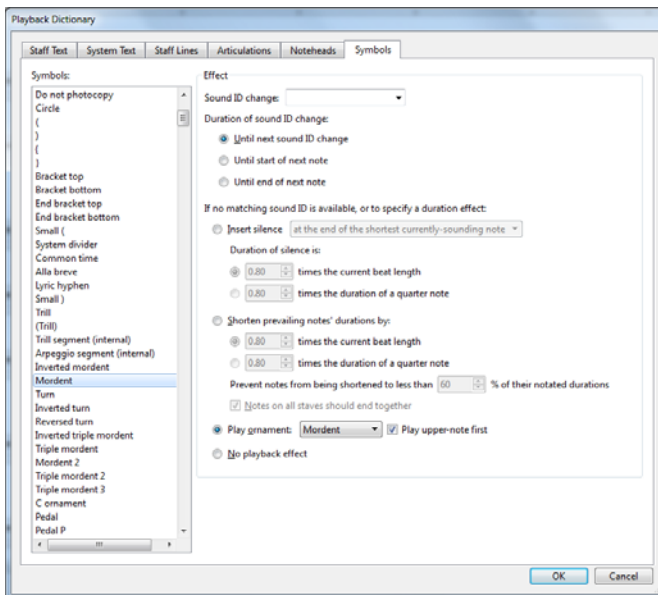 Playback Dictionary
Staff Text System Text Staff Lines Articulations Noteheads Symbols
Symbols:
Do not photocopy
Circle
(
)
{
}
Bracket top
Bracket bottom
End bracket top
End bracket bottom
Small (
System divider
Common time
Alla breve
Lyric hyphen
Small )
Trill
(Trill)
Trill segment (internal)
Arpeggio segment (internal)
Inverted mordent
Mordent
Turn
Inverted turn
Reversed turn
Inverted triple mordent
Triple mordent
Mordent 2
Triple mordent 2
Triple mordent 3
C ornament
Pedal
Pedal P
Effect
Sound ID change:
Duration of sound ID change:
Until next sound ID change
Until start of next note
Until end of next note
If no matching sound ID is available, or to specify a duration effect:
Insert silence at the end of the shortest currently-sounding note
Duration of silence is:
0.80 times the current beat length
0.80 times the duration of a quarter note
Shorten prevailing notes' durations by:
0.80 times the current beat length
0.80 times the duration of a quarter note
Prevent notes from being shortened to less than 60 % of their notated durations
Notes on all staves should end together
Play ornament: Mordent Play upper-note first
No playback effect
OK Cancel